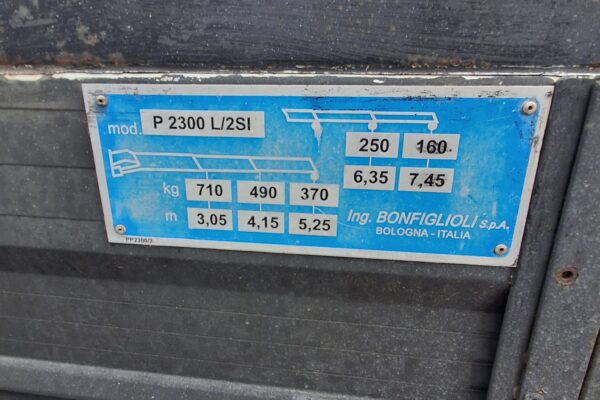 mod. P 2300 L/2SI
250 160
6,35 7,45
kg 710 490 370
m 3,05 4,15 5,25
Ing. BONFIGLIOLI S.p.A.
BOLOGNA - ITALIA
PP2300/2